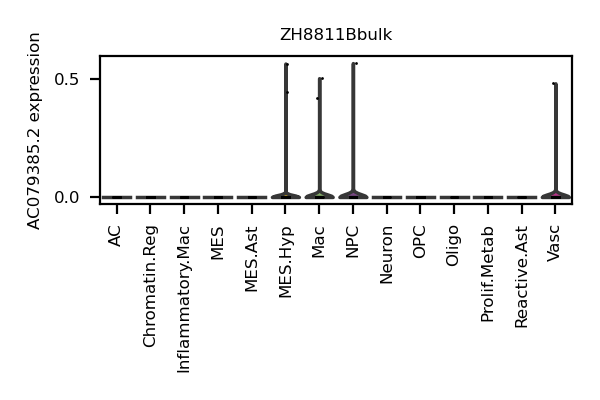 ZH8811Bbulk
AC079385.2 expression
0.5
0.0
AC
Chromatin.Reg
Inflammatory.Mac
MES
MES.Ast
MES.Hyp
Mac
NPC
Neuron
OPC
Oligo
Prolif.Metab
Reactive.Ast
Vasc